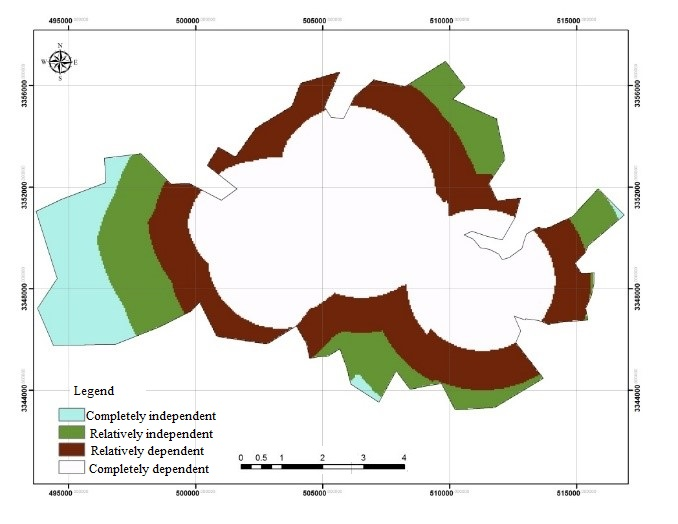 495000 500000 505000 510000 515000
N
W E
S
3356000 3356000
3352000 3352000
3348000 3348000
3344000 3344000
Legend
Completely independent
Relatively independent
Relatively dependent
Completely dependent
0 0.5 1 2 3 4
495000 500000 505000 510000 515000